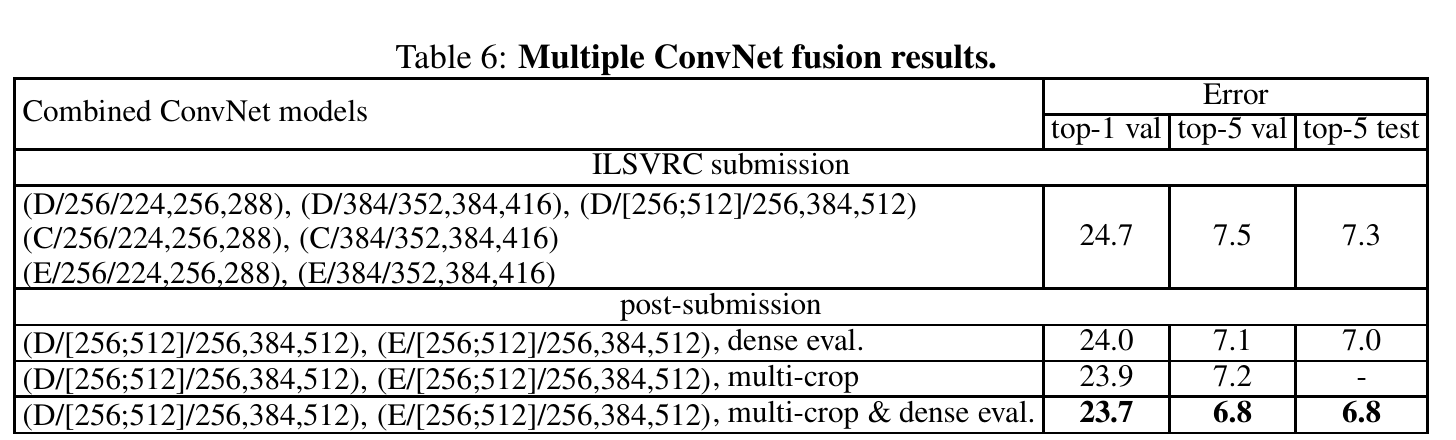 Table 6: Multiple ConvNet fusion results.
Combined ConvNet models
Error
top-1 val top-5 val top-5 test
ILSVRC submission
(D/256/224,256,288), (D/384/352,384,416), (D/[256;512]/256,384,512)
(C/256/224,256,288), (C/384/352,384,416)
(E/256/224,256,288), (E/384/352,384,416)
24.7 7.5 7.3
post-submission
(D/[256;512]/256,384,512), (E/[256;512]/256,384,512), dense eval. 24.0 7.1 7.0
(D/[256;512]/256,384,512), (E/[256;512]/256,384,512), multi-crop 23.9 7.2 -
(D/[256;512]/256,384,512), (E/[256;512]/256,384,512), multi-crop & dense eval. 23.7 6.8 6.8